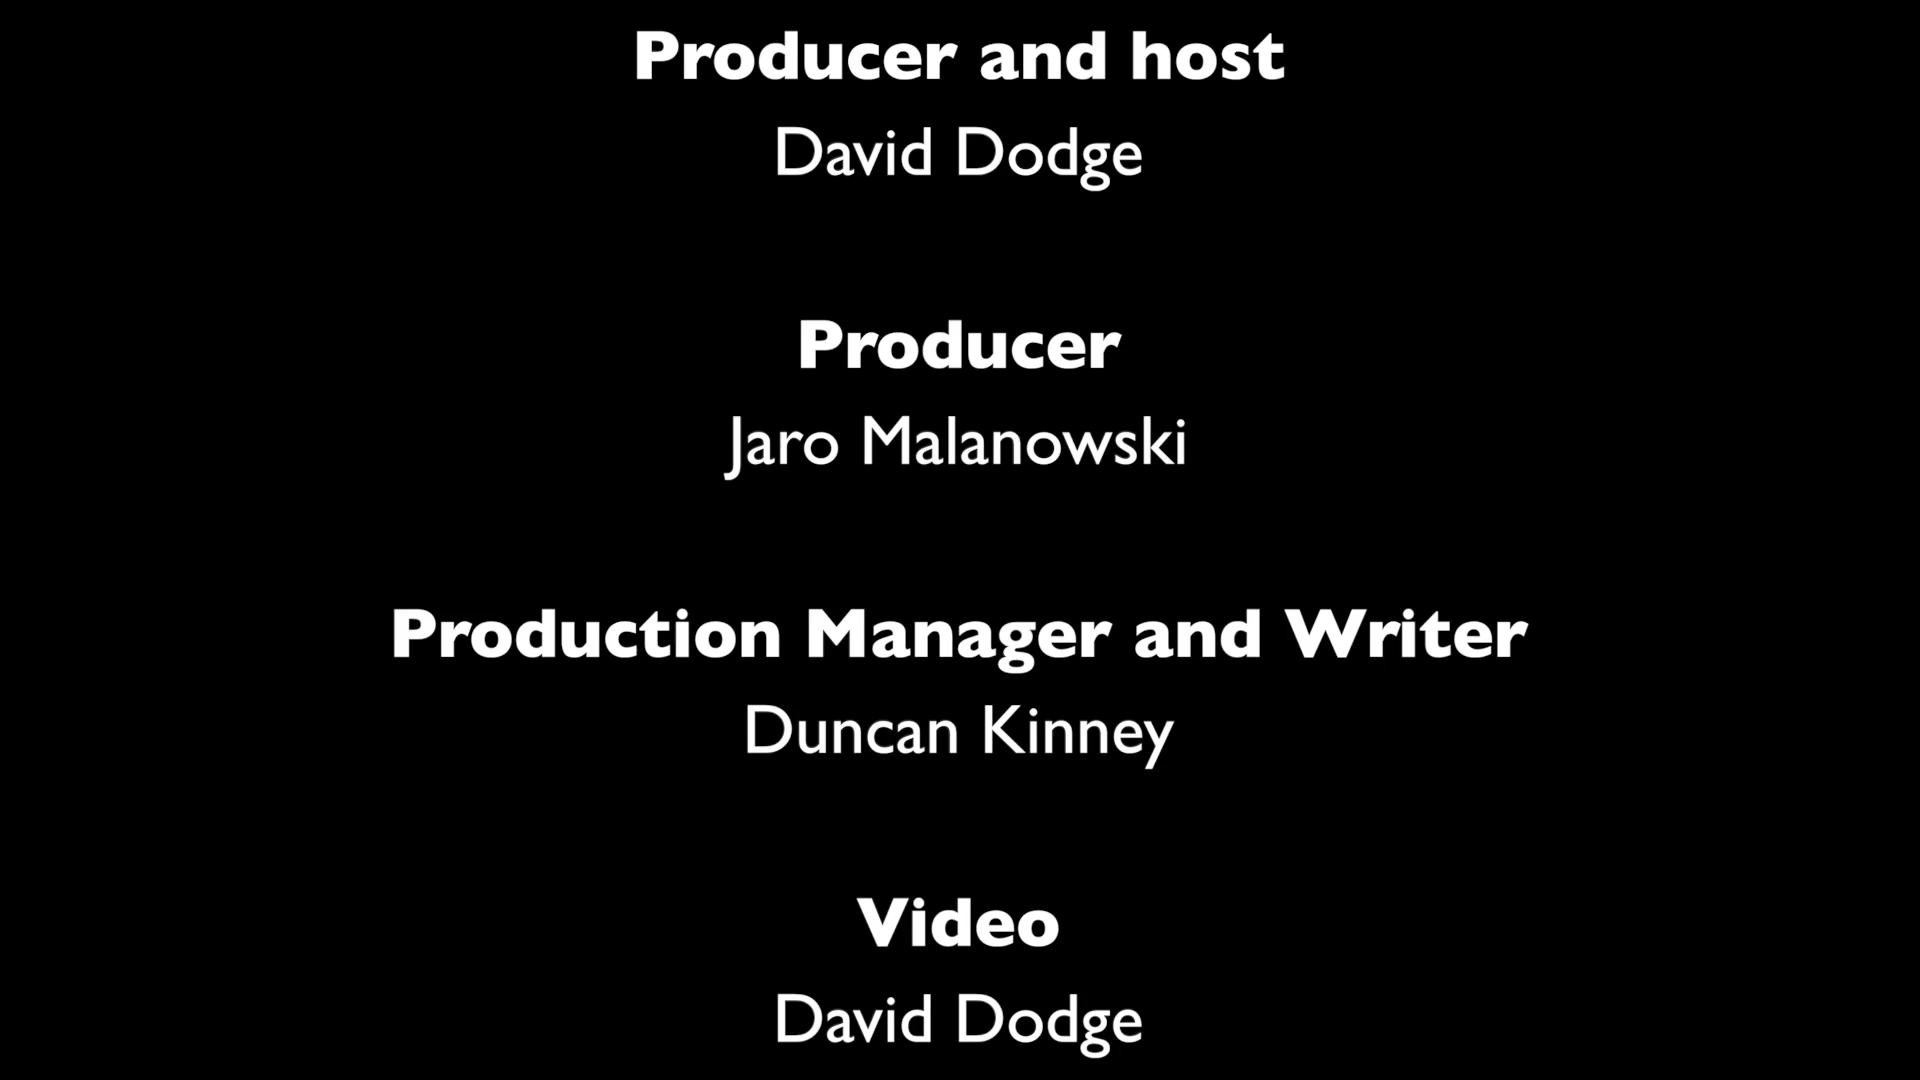 Producer and host
David Dodge
Producer
Jaro Malanowski
Production Manager and Writer
Duncan Kinney
Video
David Dodge